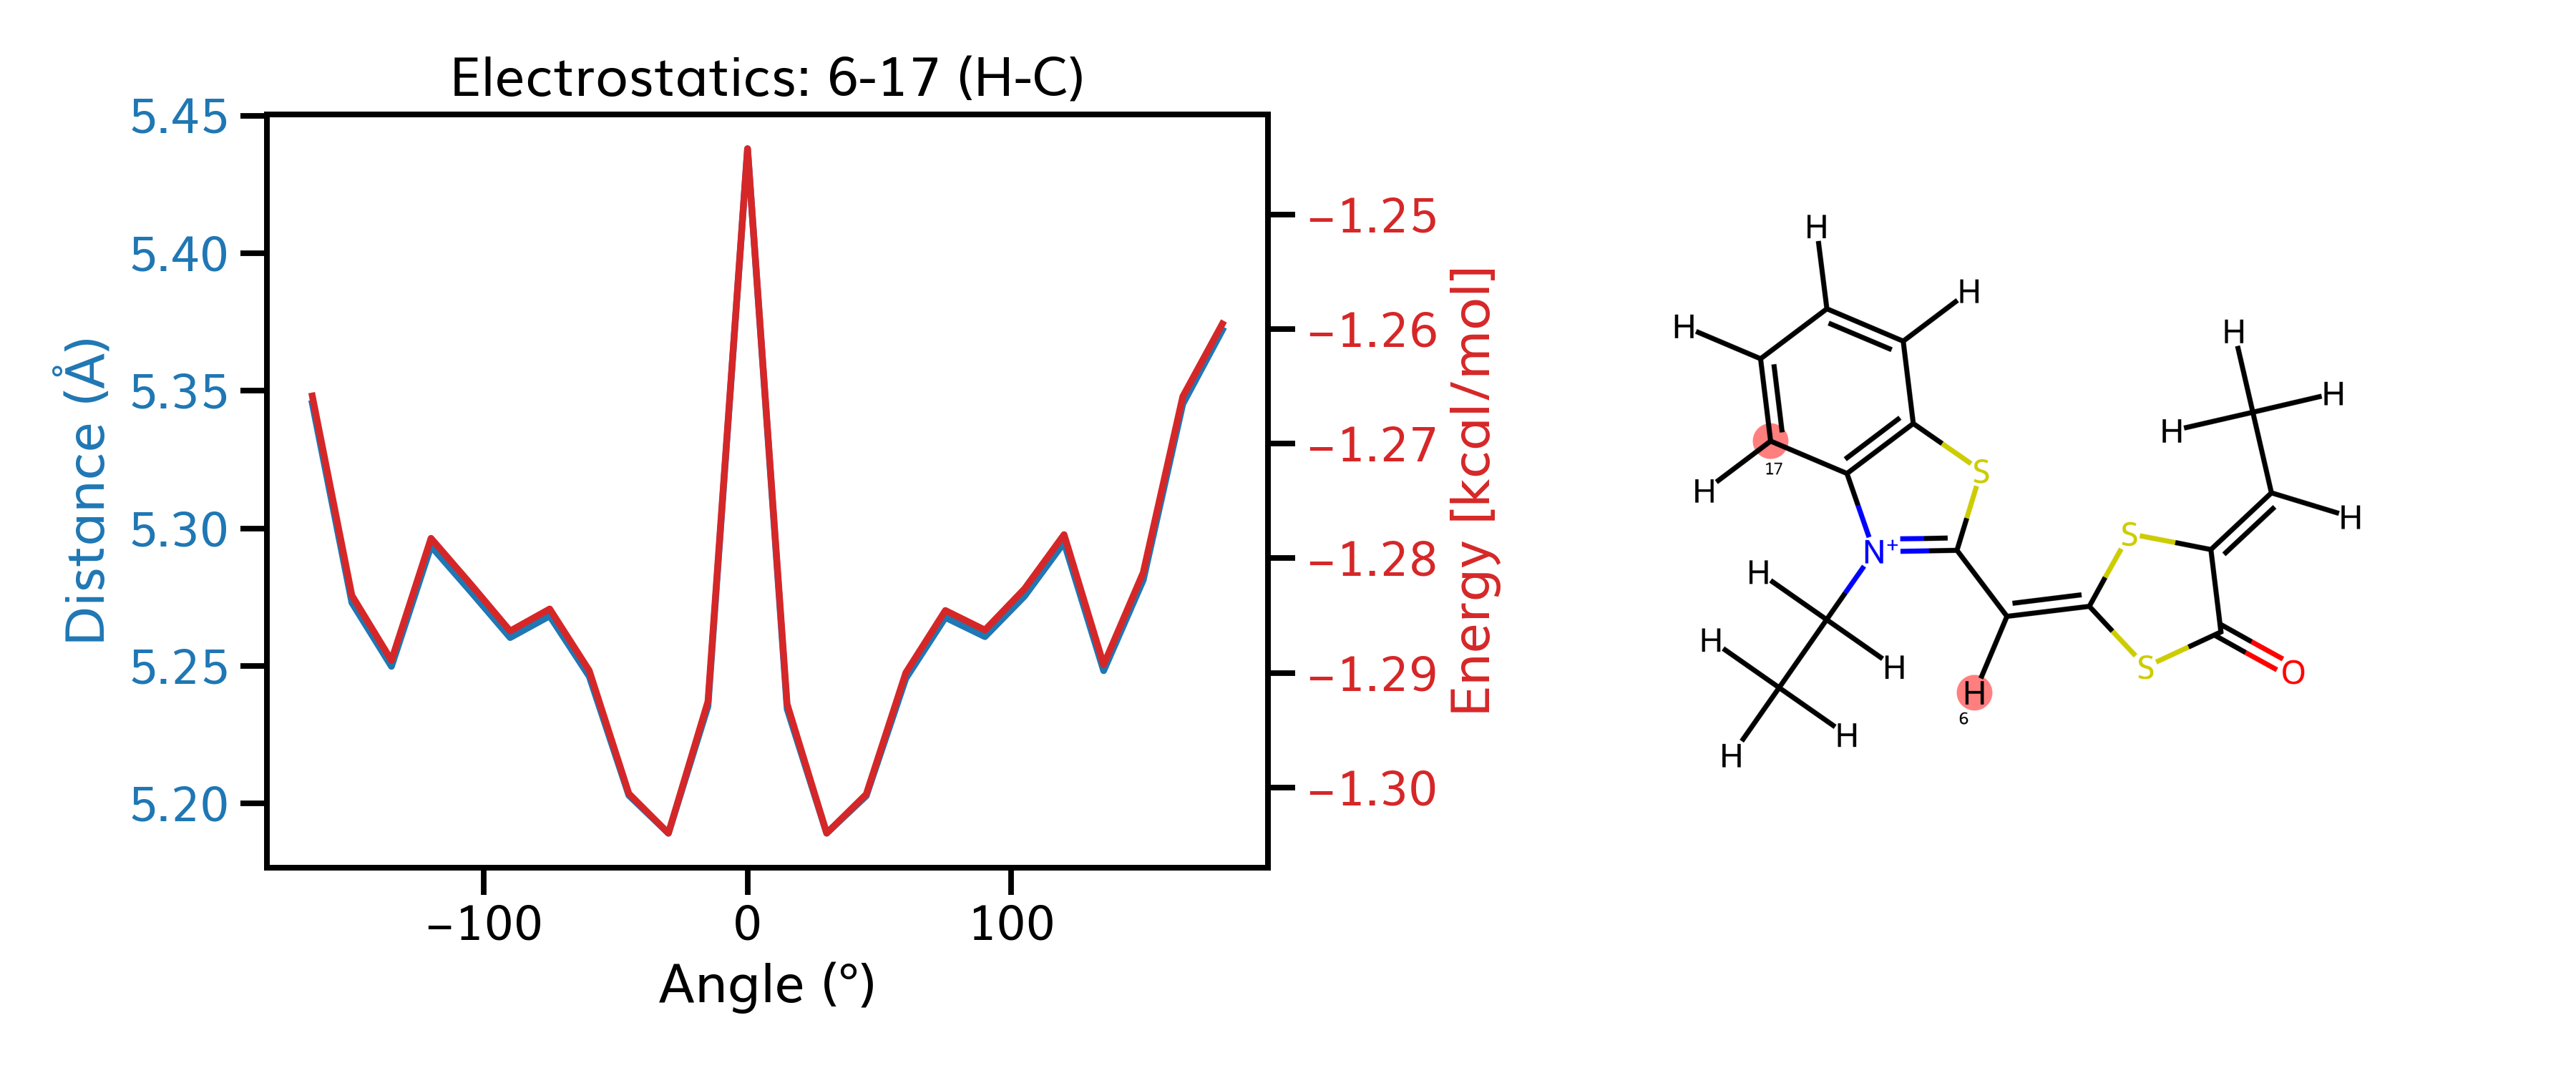 Electrostatics: 6-17 (H-C)
5.45
5.40
5.35
5.30
5.25
5.20
Distance (Å)
−1.25
−1.26
−1.27
−1.28
−1.29
−1.30
Energy [kcal/mol]
−100
0
100
Angle (°)
H
H
H
H
H
H
H
17
S
H
H
S
N+
H
H
H
S
O
H
6
H
H